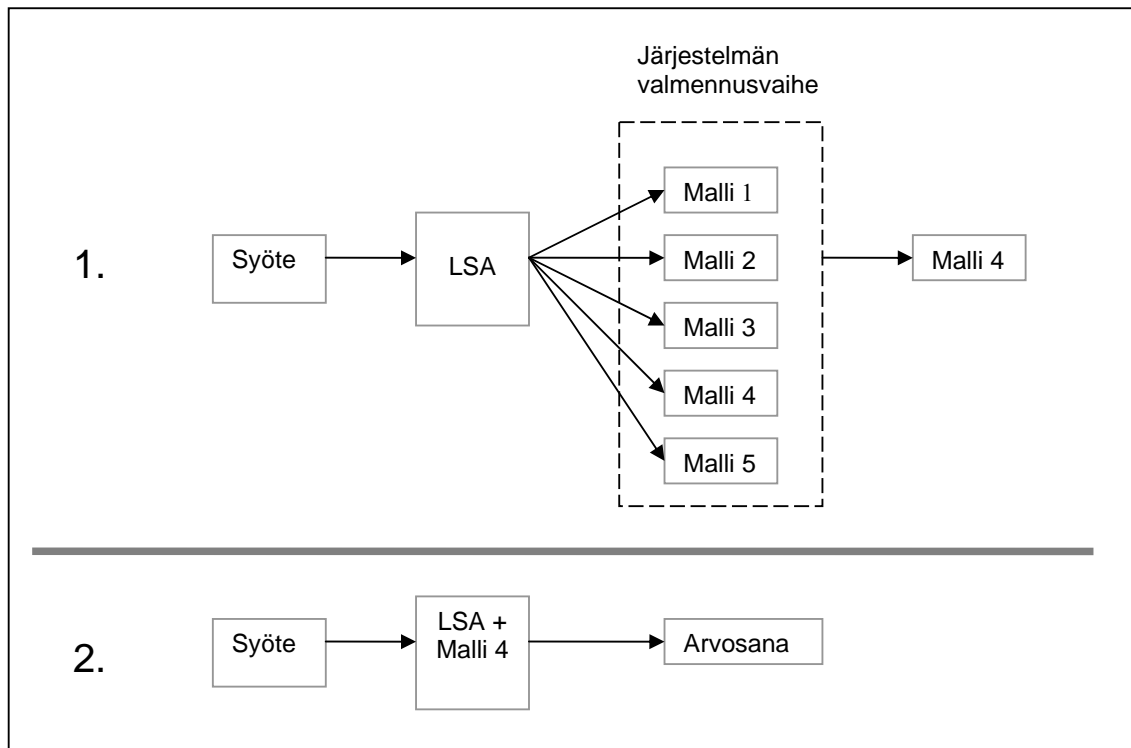 Järjestelmän
valmennusvaihe
1.
Syöte
LSA
Malli 1
Malli 2
Malli 3
Malli 4
Malli 5
Malli 4
2.
Syöte
LSA +
Malli 4
Arvosana